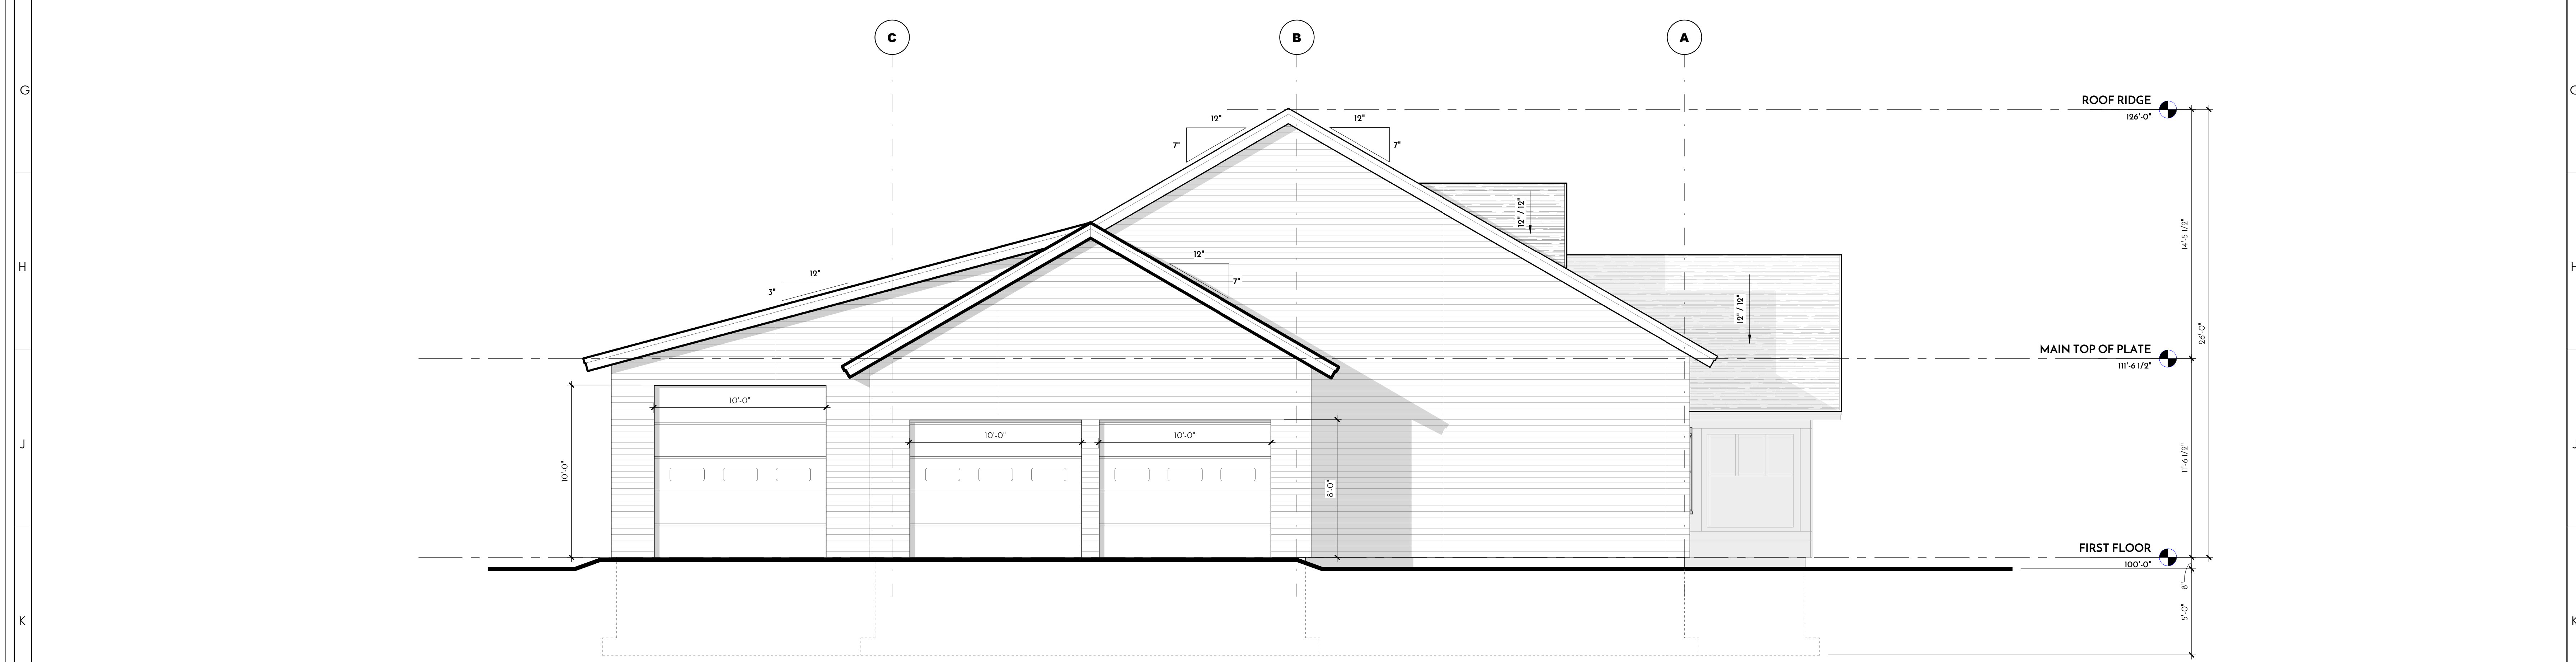 C
B
A
G
ROOF RIDGE
126'-0"
12"
7"
12"
7"
12" / 12"
14'-5 1/2"
H
12"
3"
12"
7"
12" / 12"
26'-0"
MAIN TOP OF PLATE
111'-6 1/2"
10'-0"
10'-0"
10'-0"
J
10'-0"
8'-0"
11'-6 1/2"
FIRST FLOOR
100'-0"
8"
5'-0"
K